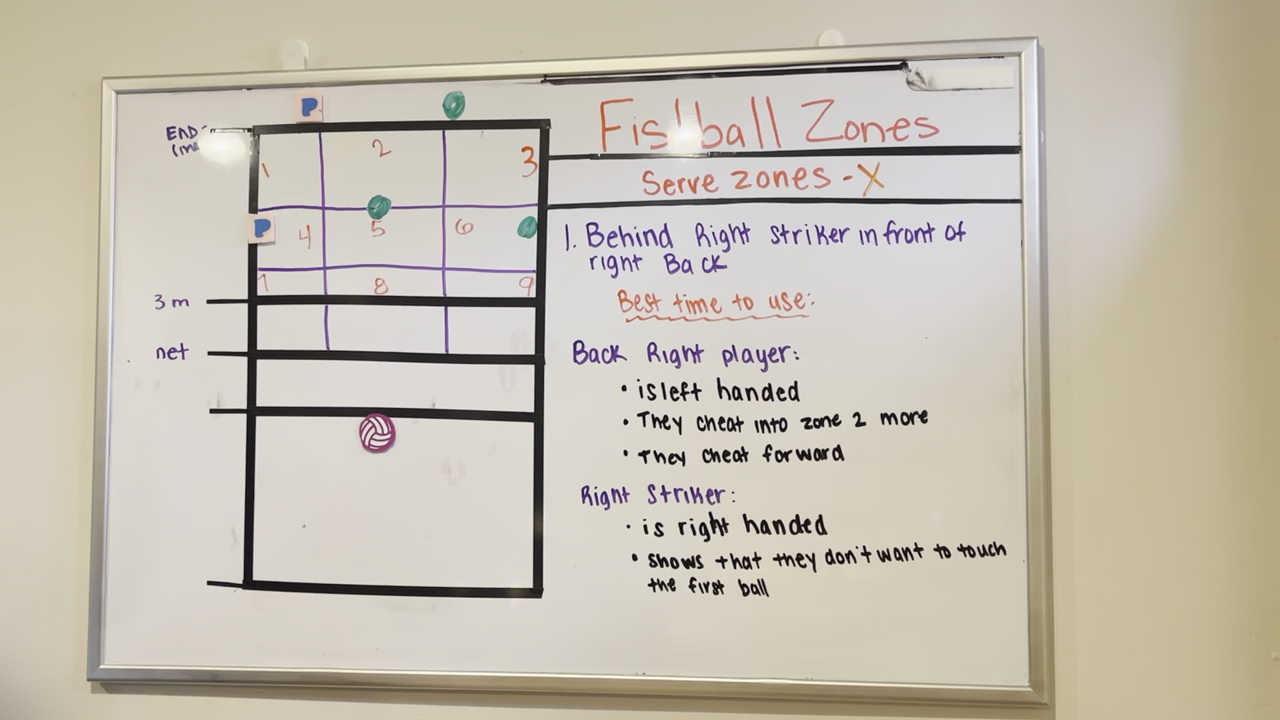 Fistball Zones
Serve zones - X
1. Behind Right Striker in front of
right Back
Best time to use:
Back Right player:
• is left handed
• They cheat into zone 2 more
• They cheat forward
Right Striker:
• is right handed
• Shows that they don't want to touch
the first ball
END
P
1 2 3
P 4 5 6
7 8 9
3 m
net